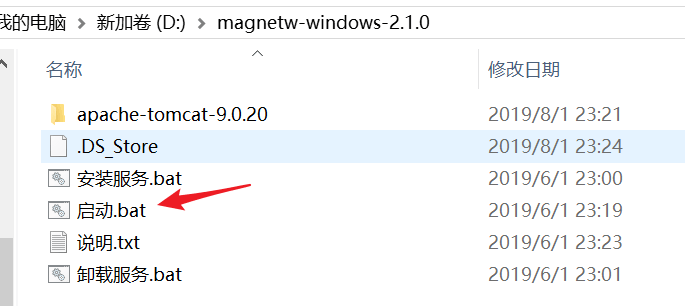 我的电脑 > 新加卷 (D:) > magnetw-windows-2.1.0
名称 修改日期
apache-tomcat-9.0.20 2019/8/1 23:21
.DS_Store 2019/8/1 23:24
安装服务.bat 2019/6/1 23:00
启动.bat 2019/6/1 23:19
说明.txt 2019/6/1 23:23
卸载服务.bat 2019/6/1 23:01